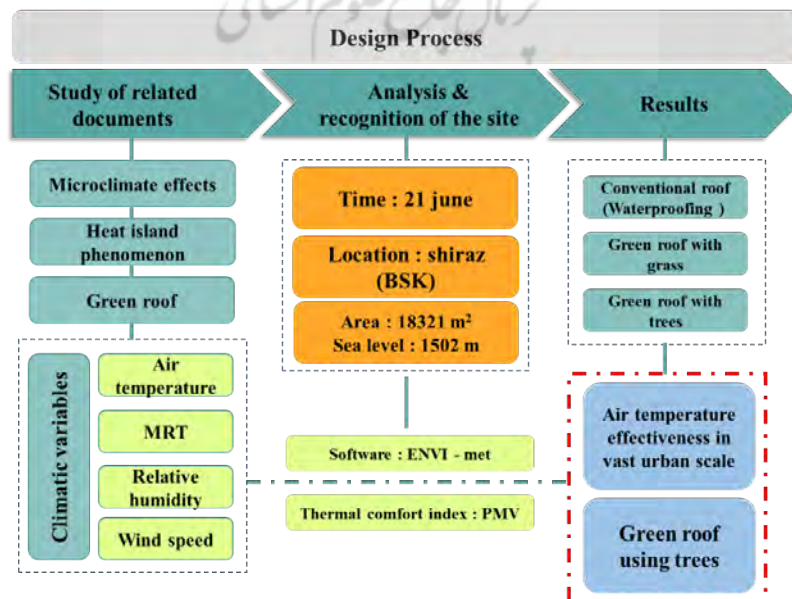 Design Process
Study of related
documents
Analysis &
recognition of the site
Results
Microclimate effects
Heat island
phenomenon
Green roof
Climatic variables
Air
temperature
MRT
Relative
humidity
Wind speed
Time : 21 june
Location : shiraz
(BSK)
Area : 18321 m²
Sea level : 1502 m
Software : ENVI - met
Thermal comfort index : PMV
Conventional roof
(Waterproofing )
Green roof with
grass
Green roof with
trees
Air temperature
effectiveness in
vast urban scale
Green roof
using trees